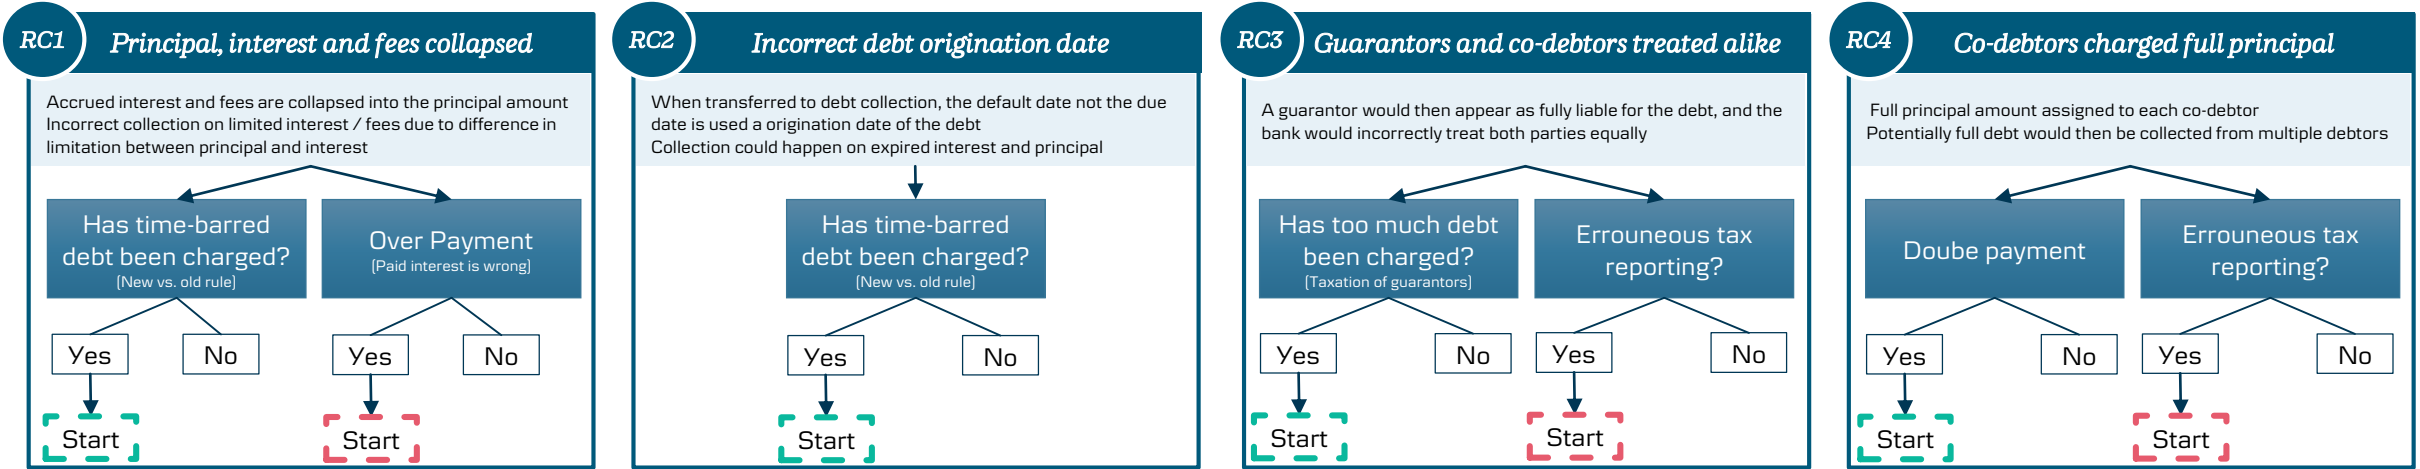 RC1
Principal, interest and fees collapsed
Accrued interest and fees are collapsed into the principal amount
Incorrect collection on limited interest / fees due to difference in
limitation between principal and interest
Has time-barred
debt been charged?
(New vs. old rule)
Over Payment
(Paid interest is wrong)
Yes
No
Yes
No
Start
Start
RC2
Incorrect debt origination date
When transferred to debt collection, the default date not the due
date is used a origination date of the debt
Collection could happen on expired interest and principal
Has time-barred
debt been charged?
(New vs. old rule)
Yes
No
Start
RC3
Guarantors and co-debtors treated alike
A guarantor would then appear as fully liable for the debt, and the
bank would incorrectly treat both parties equally
Has too much debt
been charged?
(Taxation of guarantors)
Errouneous tax
reporting?
Yes
No
Yes
No
Start
Start
RC4
Co-debtors charged full principal
Full principal amount assigned to each co-debtor
Potentially full debt would then be collected from multiple debtors
Doube payment
Errouneous tax
reporting?
Yes
No
Yes
No
Start
Start